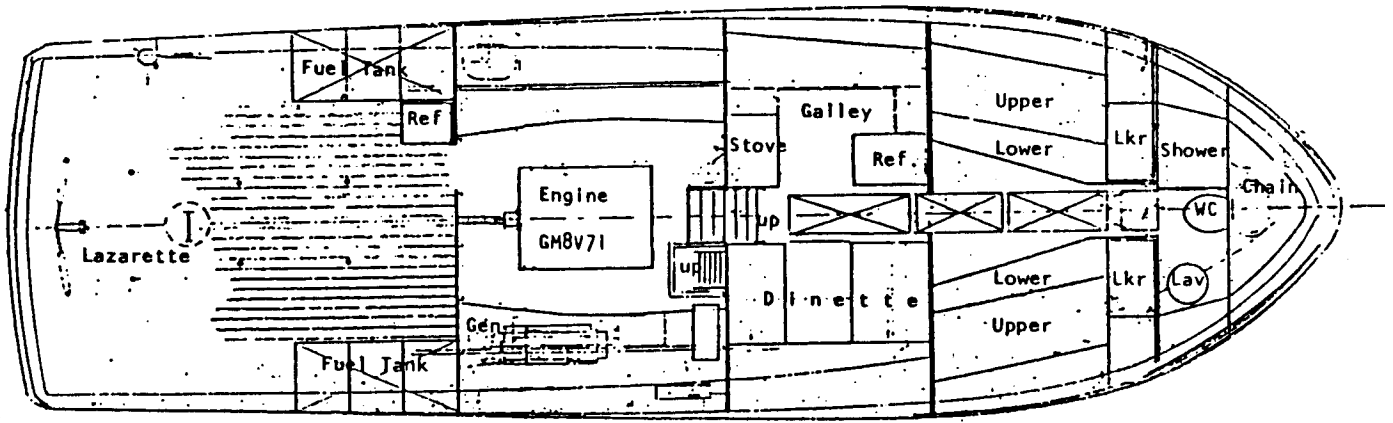 Fuel Tank
Ref
Galley
Stove
Ref.
Upper
Lower
Lkr
Shower
Chain
Engine
GM8V71
up
WC
Lazarette
up
Dinette
Lower
Lkr
Lav
Upper
Gen
Fuel Tank